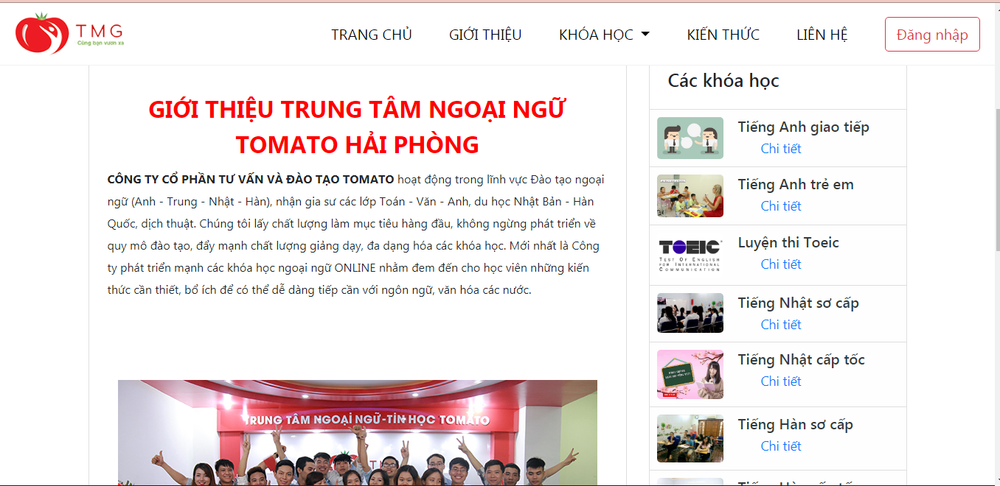 TMG
Cùng bạn vươn xa
TRANG CHỦ
GIỚI THIỆU
KHÓA HỌC
KIẾN THỨC
LIÊN HỆ
Đăng nhập
GIỚI THIỆU TRUNG TÂM NGOẠI NGỮ
TOMATO HẢI PHÒNG
CÔNG TY CỔ PHẦN TƯ VẤN VÀ ĐÀO TẠO TOMATO hoạt động trong lĩnh vực Đào tạo ngoại
ngữ (Anh - Trung - Nhật - Hàn), nhận gia sư các lớp Toán - Văn - Anh, du học Nhật Bản - Hàn
Quốc, dịch thuật. Chúng tôi lấy chất lượng làm mục tiêu hàng đầu, không ngừng phát triển về
quy mô đào tạo, đẩy mạnh chất lượng giảng dạy, đa dạng hóa các khóa học. Mới nhất là Công
ty phát triển mạnh các khóa học ngoại ngữ ONLINE nhằm đem đến cho học viên những kiến
thức cần thiết, bổ ích để có thể dễ dàng tiếp cận với ngôn ngữ, văn hóa các nước.
TRUNG TÂM NGOẠI NGỮ-TIN HỌC TOMATO
Các khóa học
Tiếng Anh giao tiếp
Chi tiết
Tiếng Anh trẻ em
Chi tiết
TOEIC
TEST OF ENGLISH
FOR INTERNATIONAL
COMMUNICATION
Luyện thi Toeic
Chi tiết
Tiếng Nhật sơ cấp
Chi tiết
Tiếng Nhật cấp tốc
Chi tiết
Tiếng Hàn sơ cấp
Chi tiết